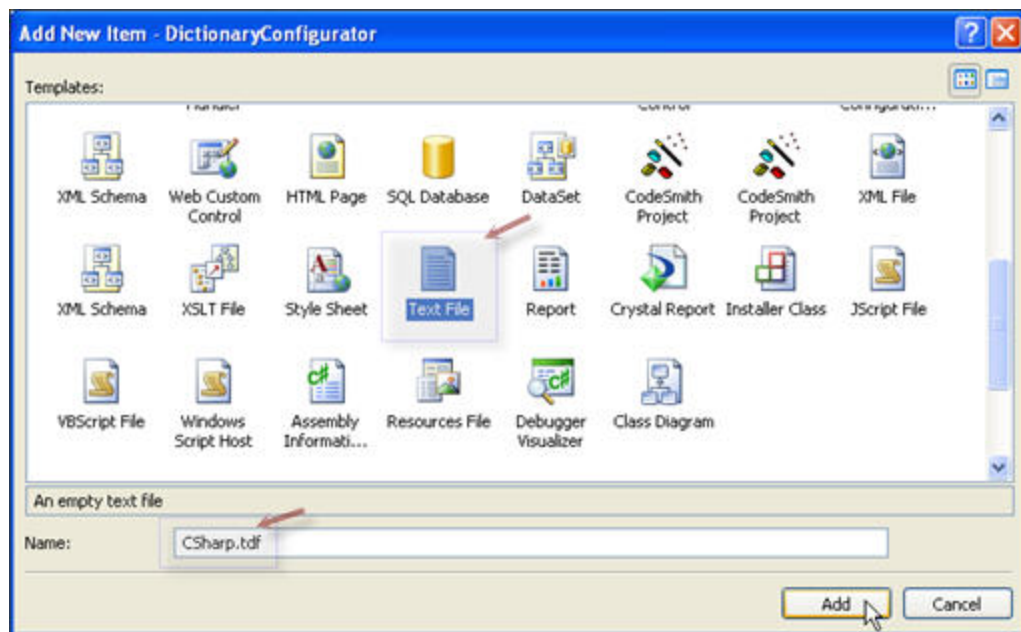 Add New Item - DictionaryConfigurator
Templates:
XML Schema
Web Custom
Control
HTML Page
SQL Database
DataSet
CodeSmith
Project
CodeSmith
Project
XML File
XML Schema
XSLT File
Style Sheet
Text File
Report
Crystal Report
Installer Class
JScript File
VBScript File
Windows
Script Host
Assembly
Informati...
Resources File
Debugger
Visualizer
Class Diagram
An empty text file
Name:
CSharp.tdf
Add
Cancel